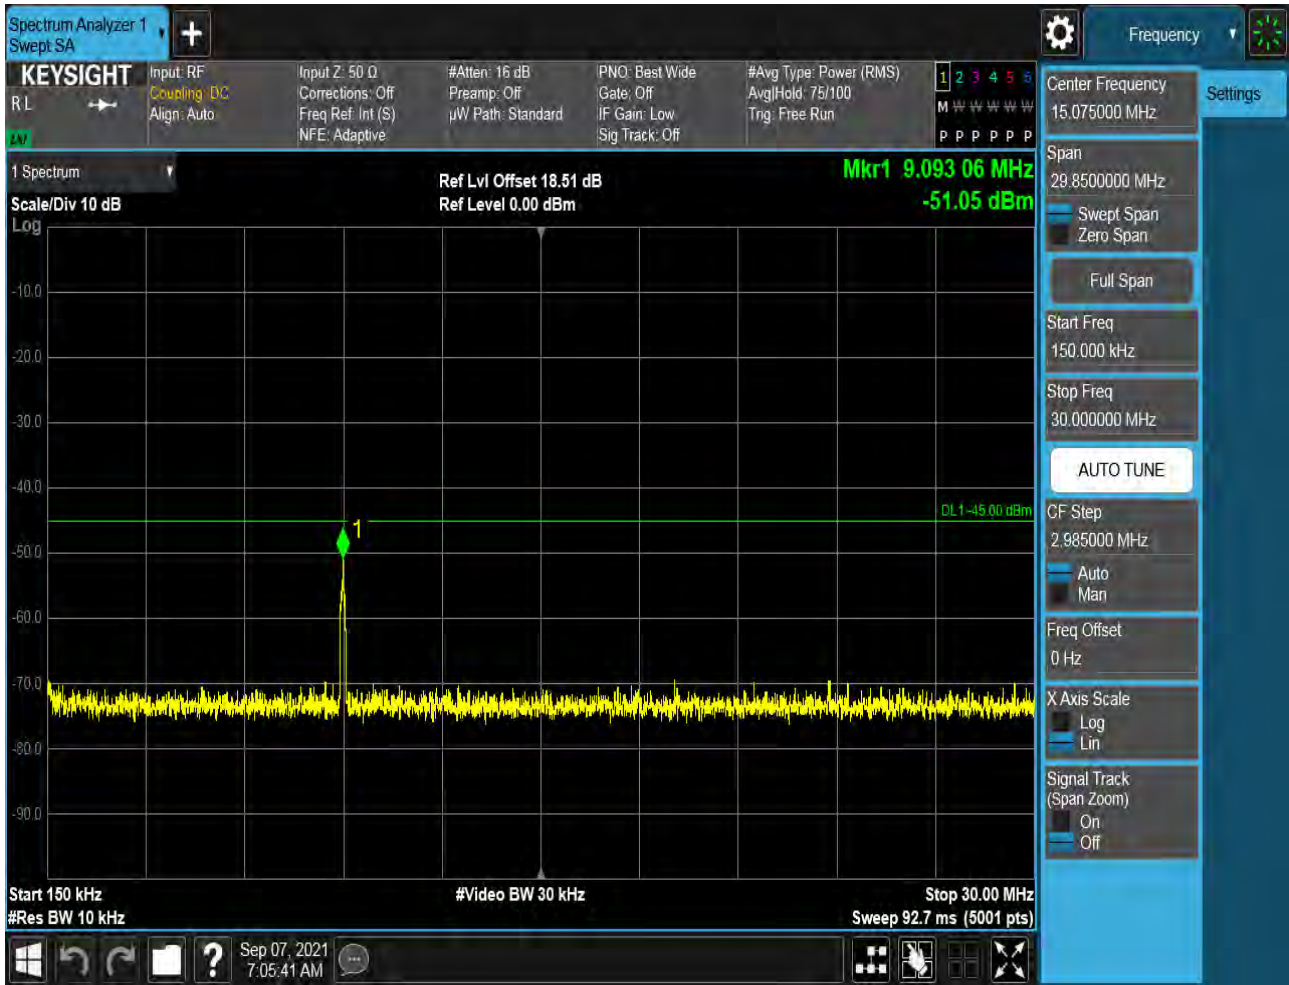 Spectrum Analyzer 1
Swept SA
Frequency
KEYSIGHT
R L
LNI
Input: RF
Coupling: DC
Align: Auto
Input Z: 50 Ω
Corrections: Off
Freq Ref: Int (S)
NFE: Adaptive
#Atten: 16 dB
Preamp: Off
µW Path: Standard
PNO: Best Wide
Gate: Off
IF Gain: Low
Sig Track: Off
#Avg Type: Power (RMS)
Avg|Hold: 75/100
Trig: Free Run
1 2 3 4 5 6
M W W W W W
P P P P P P
1 Spectrum
Scale/Div 10 dB
Log
Ref Lvl Offset 18.51 dB
Ref Level 0.00 dBm
Mkr1 9.093 06 MHz
-51.05 dBm
-10.0
-20.0
-30.0
-40.0
-50.0
-60.0
-70.0
-80.0
-90.0
DL1 -45.00 dBm
1
Start 150 kHz
#Res BW 10 kHz
#Video BW 30 kHz
Stop 30.00 MHz
Sweep 92.7 ms (5001 pts)
Center Frequency
15.075000 MHz
Settings
Span
29.8500000 MHz
Swept Span
Zero Span
Full Span
Start Freq
150.000 kHz
Stop Freq
30.000000 MHz
AUTO TUNE
CF Step
2.985000 MHz
Auto
Man
Freq Offset
0 Hz
X Axis Scale
Log
Lin
Signal Track
(Span Zoom)
On
Off
?
Sep 07, 2021
7:05:41 AM